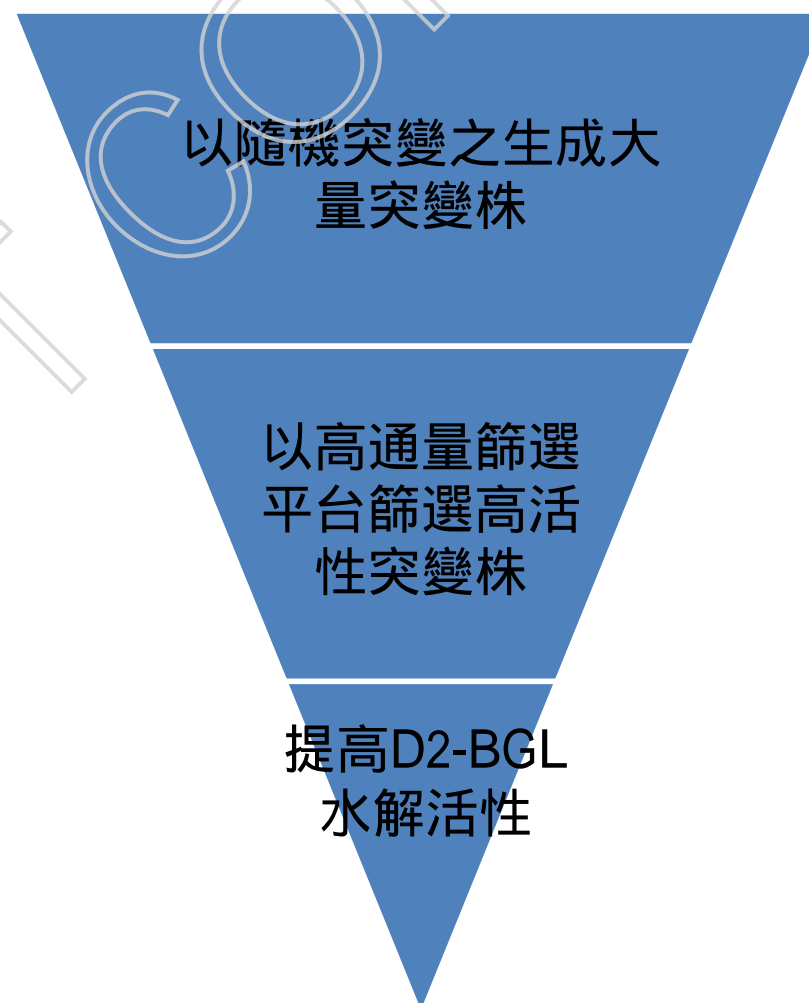 以隨機突變之生成大
量突變株
以高通量篩選
平台篩選高活
性突變株
提高D2-BGL
水解活性